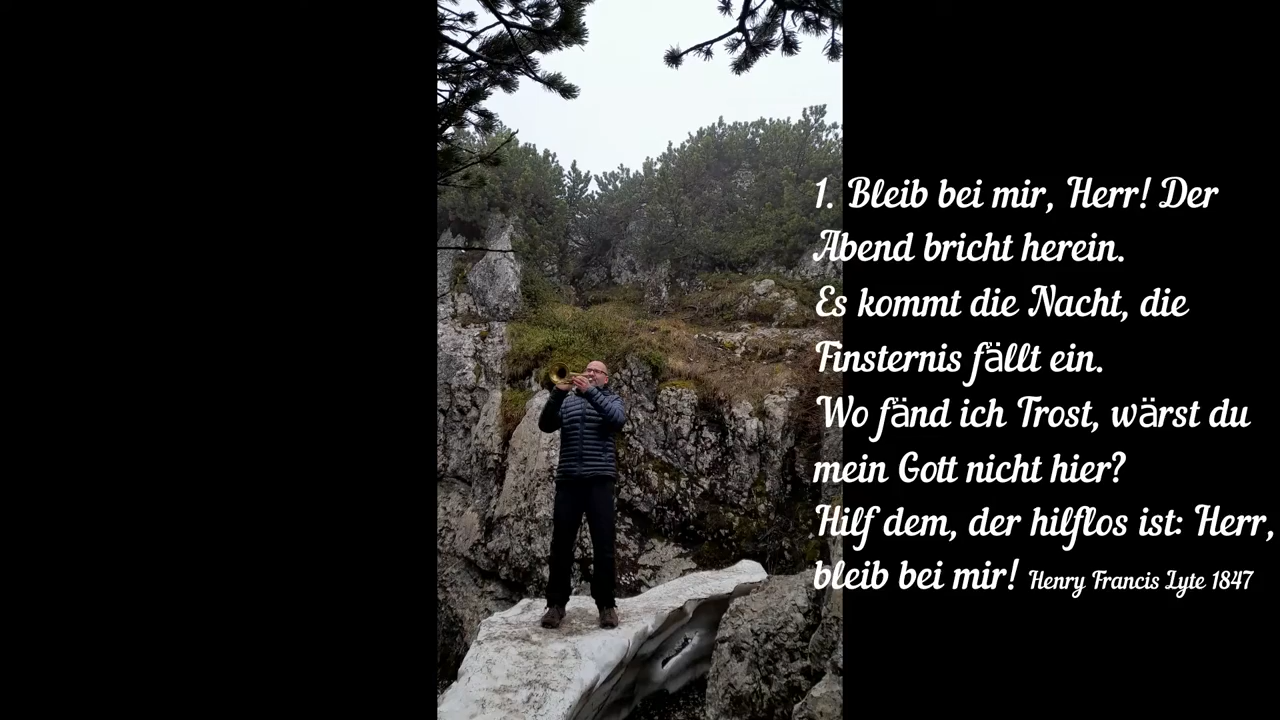 1. Bleib bei mir, Herr! Der
Abend bricht herein.
Es kommt die Nacht, die
Finsternis fällt ein.
Wo fänd ich Trost, wärst du
mein Gott nicht hier?
Hilf dem, der hilflos ist: Herr,
bleib bei mir! Henry Francis Lyte 1847